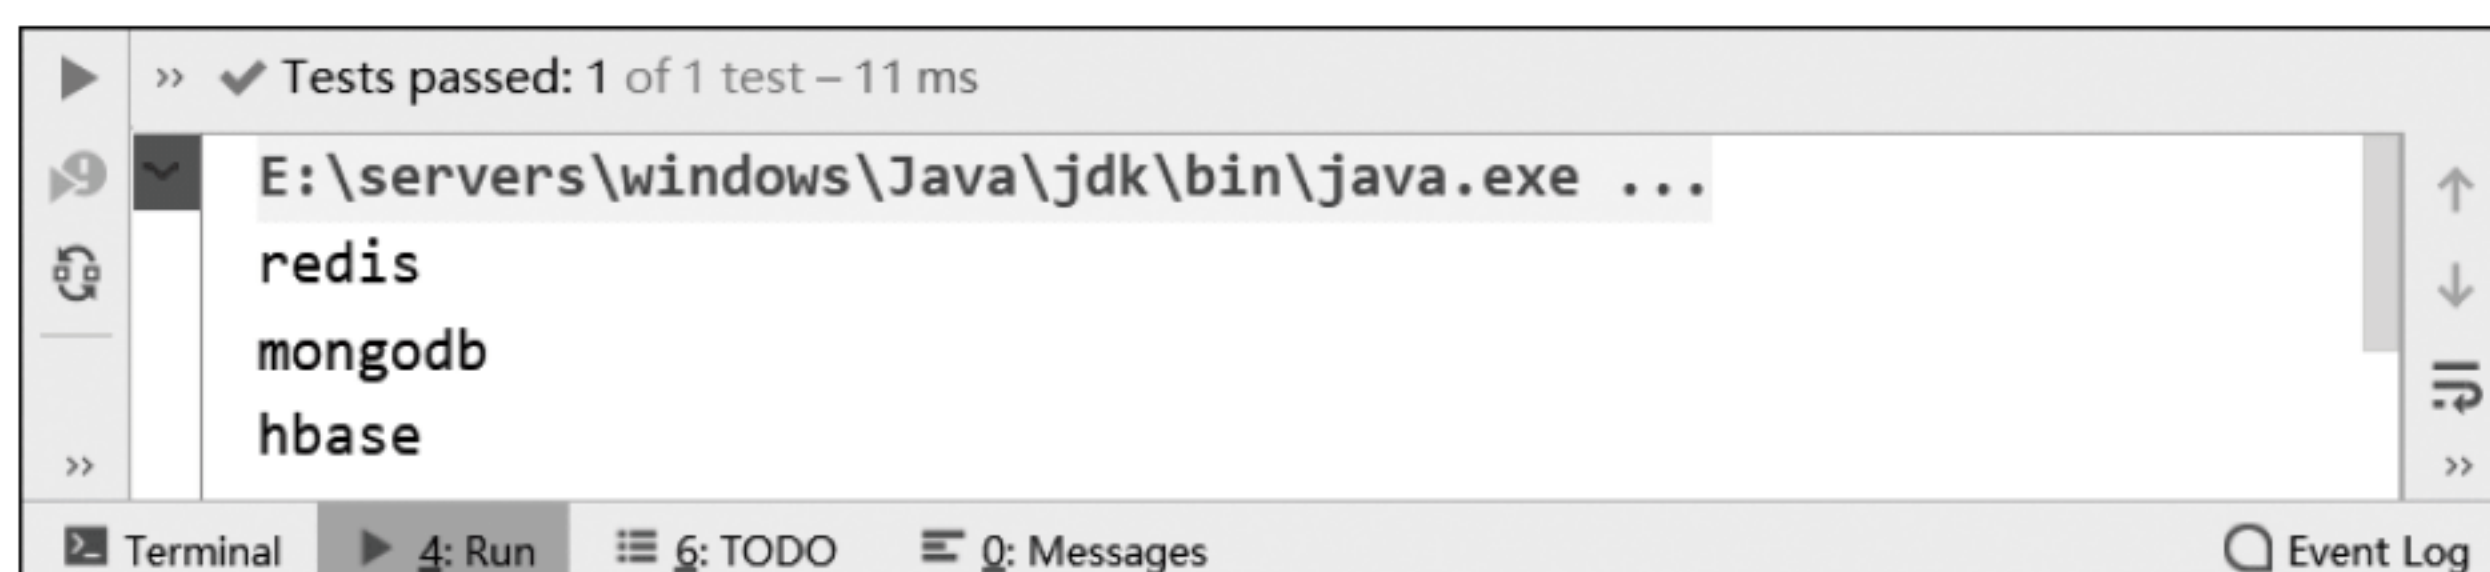 Tests passed: 1 of 1 test – 11 ms
E:\servers\windows\Java\jdk\bin\java.exe ...
redis
mongodb
hbase
Terminal 4: Run 6: TODO 0: Messages Event Log